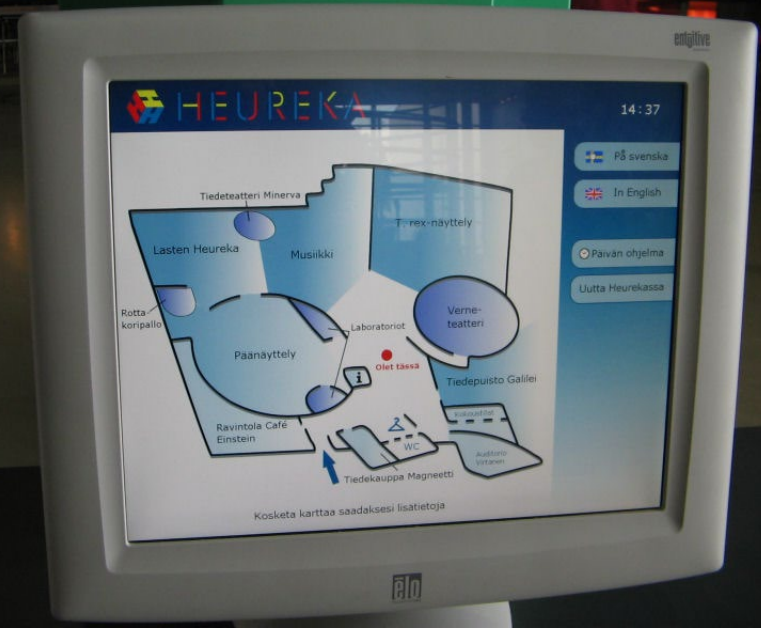 entuitive
HEUREKA
14:37
På svenska
In English
Päivän ohjelma
Uutta Heurekassa
Tiedeteatteri Minerva
T. rex-näyttely
Lasten Heureka
Musiikki
Rotta-
koripallo
Verne-
teatteri
Laboratoriot
Päänäyttely
Olet tässä
i
Tiedepuisto Galilei
Kokoustilat
Ravintola Café
Einstein
WC
Auditorio
Virtanen
Tiedekauppa Magneetti
Kosketa karttaa saadaksesi lisätietoja
elo